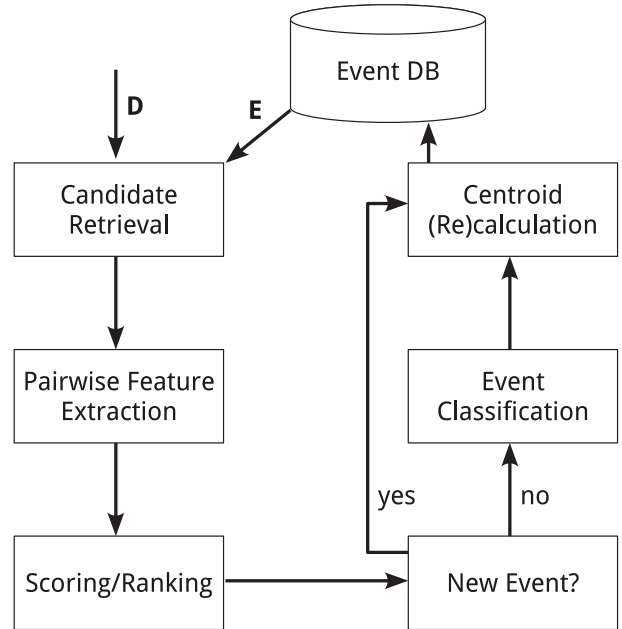 Event DB
D
E
Candidate
Retrieval
Centroid
(Re)calculation
Pairwise Feature
Extraction
Event
Classification
yes
no
Scoring/Ranking
New Event?